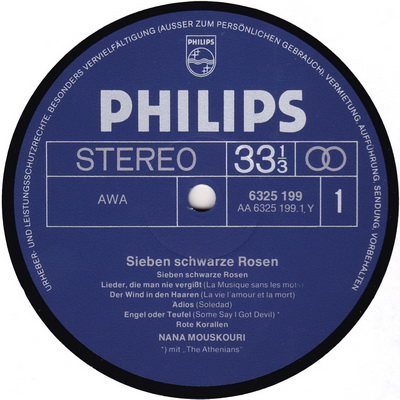 URHEBER- UND LEISTUNGSSCHUTZRECHTE, BESONDERS VERVIELFÄLTIGUNG (AUSSER ZUM PERSÖNLICHEN GEBRAUCH), VERMIETUNG, AUFFÜHRUNG, SENDUNG, VORBEHALTEN
PHILIPS
PHILIPS
STEREO 33 1/3
AWA
6325 199
AA 6325 199.1.Y
1
Sieben schwarze Rosen
Sieben schwarze Rosen
Lieder, die man nie vergißt (La Musique sans les mots)
Der Wind in den Haaren (La vie l'amour et la mort)
Adios (Soledad)
Engel oder Teufel (Some Say I Got Devil) *
Rote Korallen
NANA MOUSKOURI
*) mit „The Athenians"